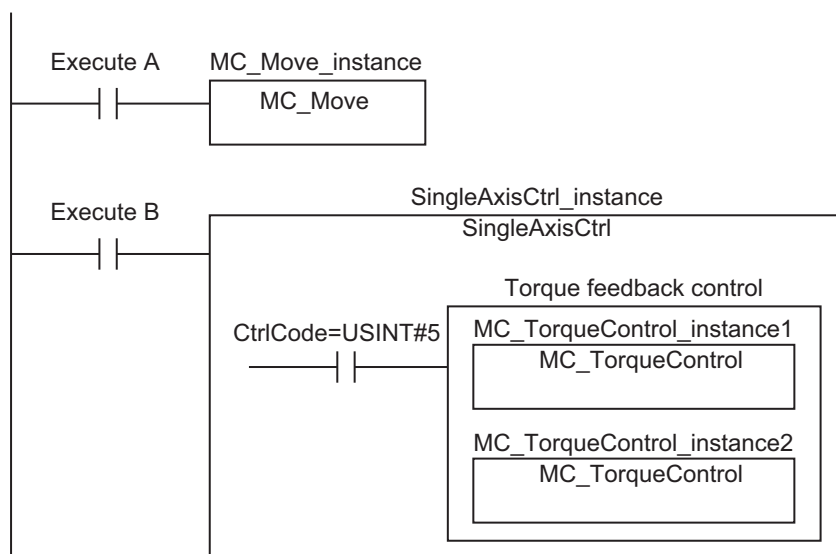 Execute A
MC_Move_instance
MC_Move
Execute B
SingleAxisCtrl_instance
SingleAxisCtrl
Torque feedback control
CtrlCode=USINT#5
MC_TorqueControl_instance1
MC_TorqueControl
MC_TorqueControl_instance2
MC_TorqueControl